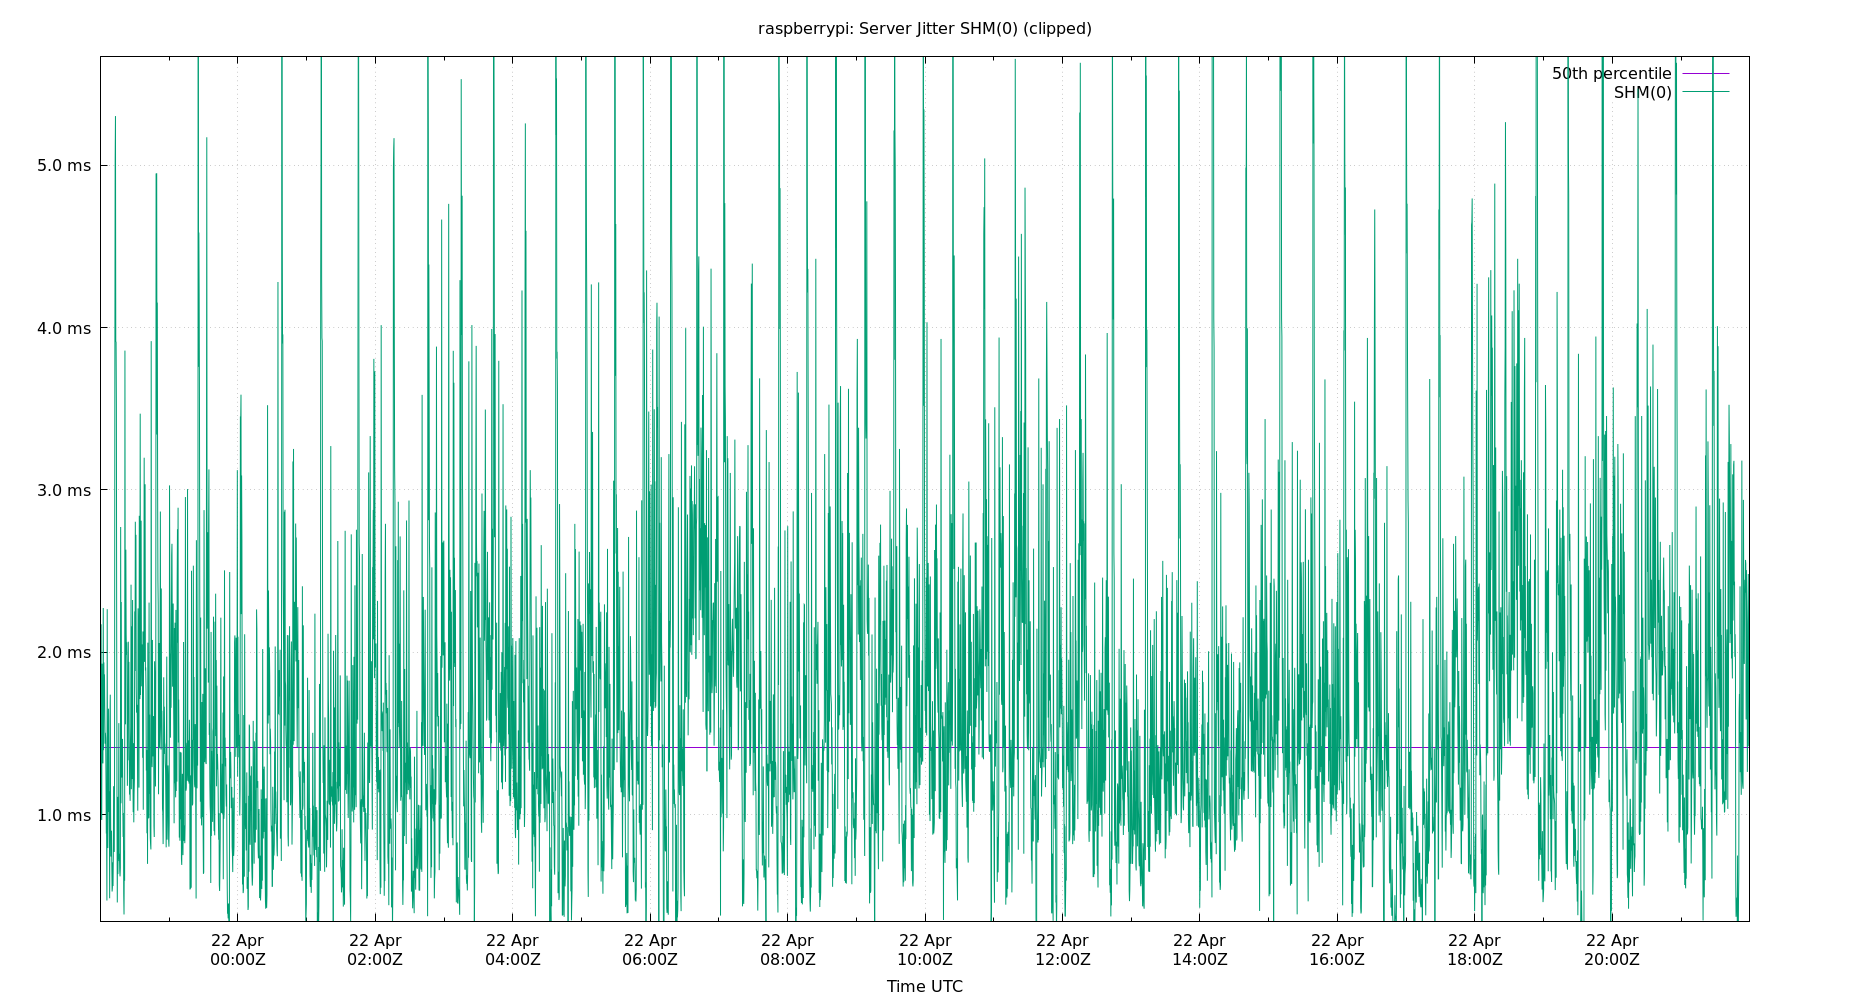 raspberrypi: Server Jitter SHM(0) (clipped)
50th percentile
SHM(0)
5.0 ms
4.0 ms
3.0 ms
2.0 ms
1.0 ms
22 Apr 22 Apr 22 Apr 22 Apr 22 Apr 22 Apr 22 Apr 22 Apr 22 Apr 22 Apr 22 Apr
00:00Z 02:00Z 04:00Z 06:00Z 08:00Z 10:00Z 12:00Z 14:00Z 16:00Z 18:00Z 20:00Z
Time UTC